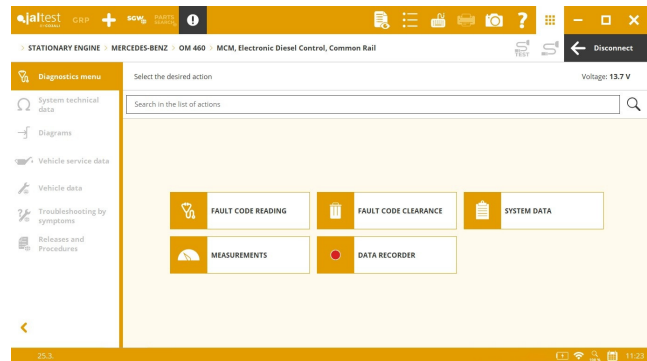 jaltest GRP + SGW PARTS SEARCH ?
STATIONARY ENGINE MERCEDES-BENZ OM 460 MCM, Electronic Diesel Control, Common Rail
TEST
Disconnect
Diagnostics menu
Select the desired action
Voltage: 13.7 V
System technical data
Search in the list of actions
Diagrams
Vehicle service data
Vehicle data
Troubleshooting by symptoms
Releases and Procedures
FAULT CODE READING
FAULT CODE CLEARANCE
SYSTEM DATA
MEASUREMENTS
DATA RECORDER
25.3.
100 %
11:23